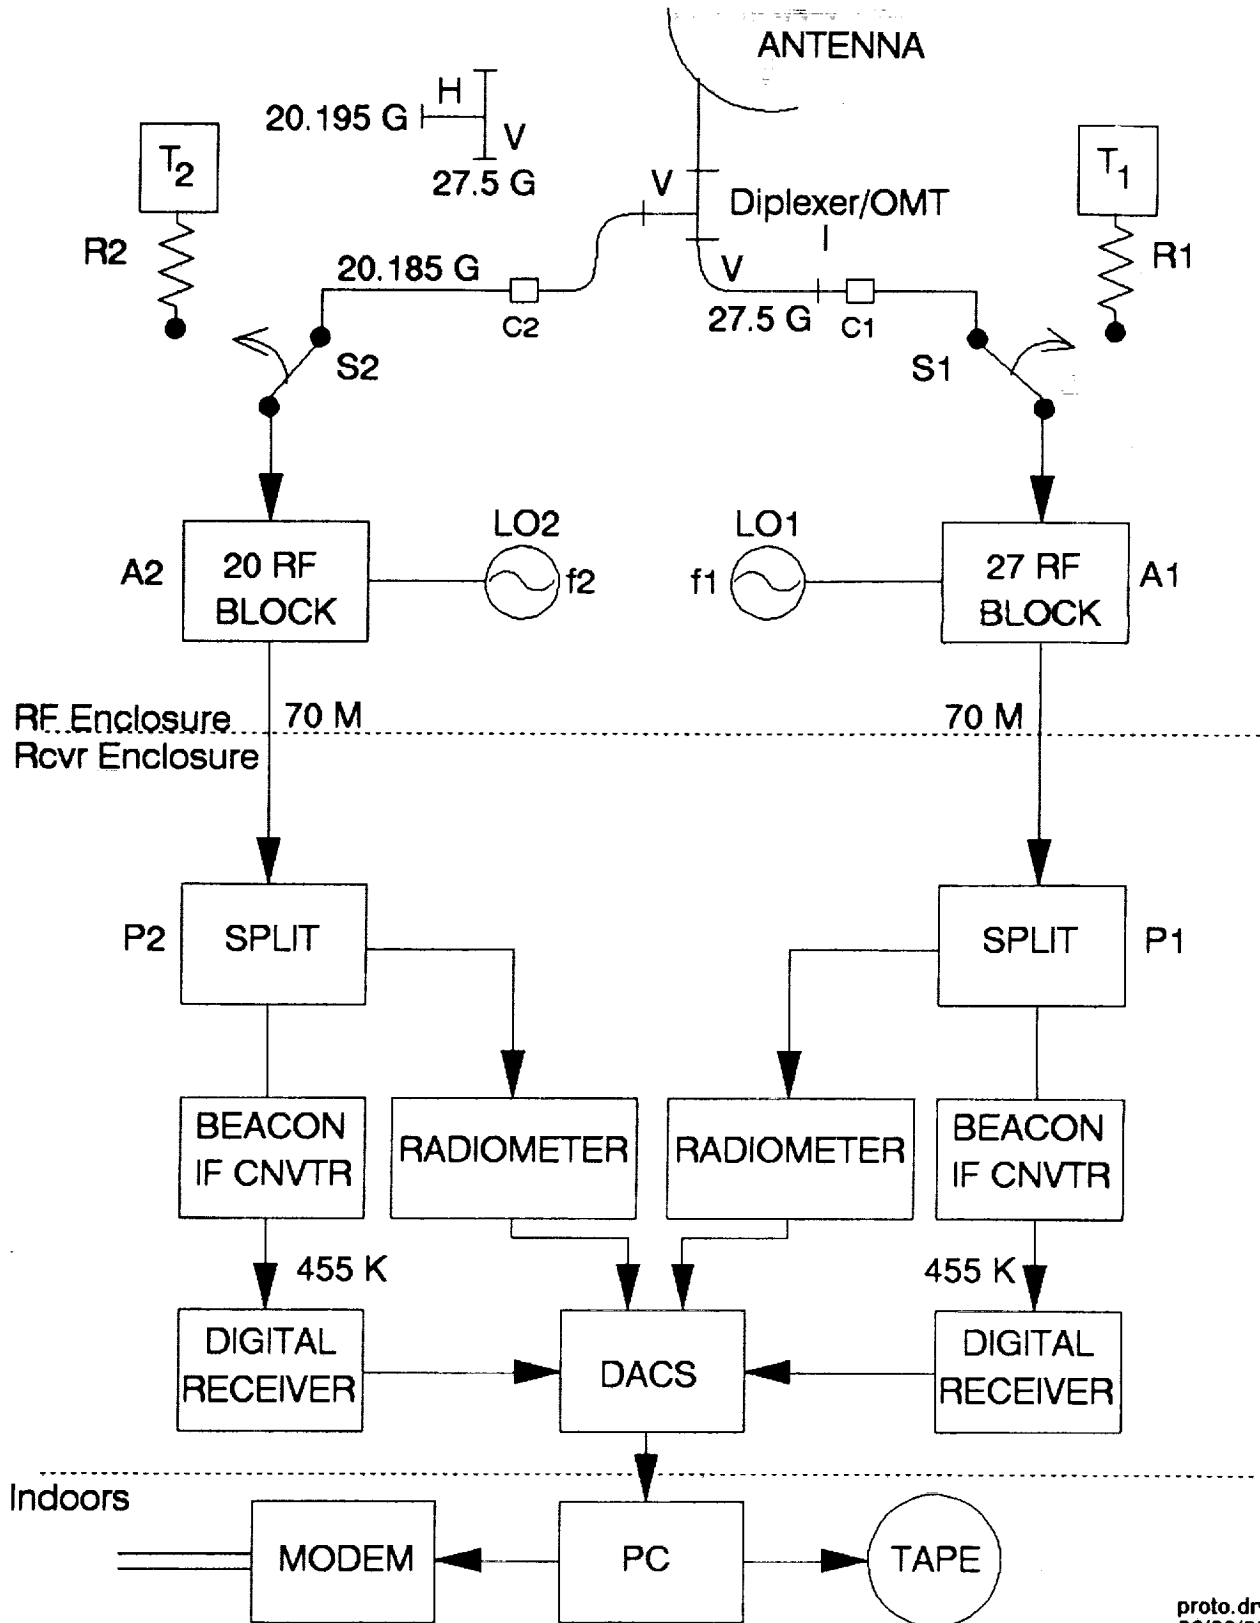 ANTENNA
H
20.195 G
V
27.5 G
T2
T1
V
Diplexer/OMT
R2
R1
20.185 G
V
27.5 G
C2
C1
S2
S1
LO2
LO1
A2
20 RF
BLOCK
f2
f1
27 RF
BLOCK
A1
RF Enclosure
70 M
70 M
Rcvr Enclosure
P2
SPLIT
SPLIT
P1
BEACON
IF CNVTR
RADIOMETER
RADIOMETER
BEACON
IF CNVTR
455 K
455 K
DIGITAL
RECEIVER
DACS
DIGITAL
RECEIVER
Indoors
MODEM
PC
TAPE